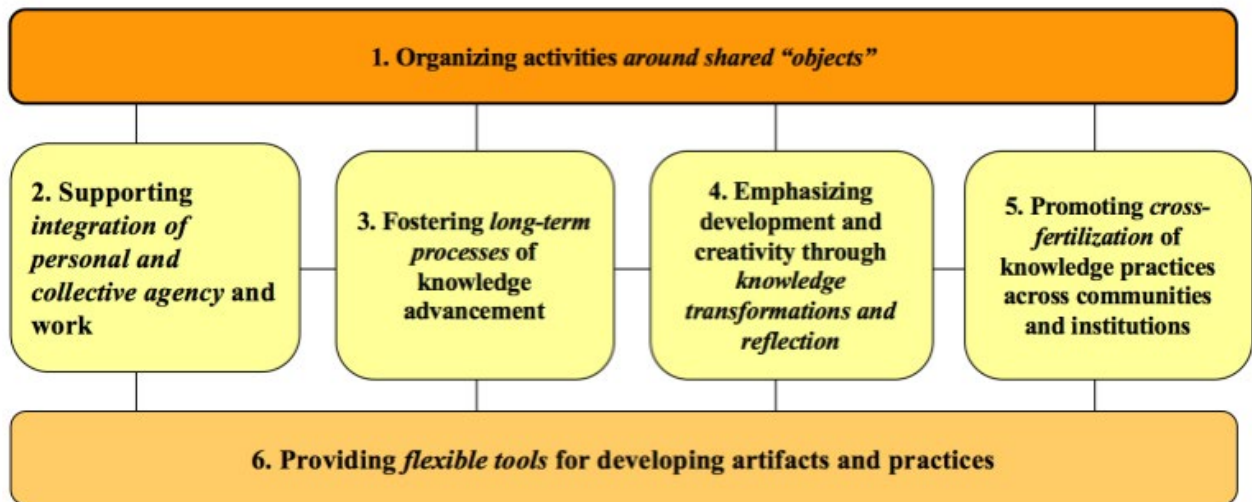 1. Organizing activities around shared “objects”
2. Supporting
integration of
personal and
collective agency and
work
3. Fostering long-term
processes of
knowledge
advancement
4. Emphasizing
development and
creativity through
knowledge
transformations and
reflection
5. Promoting cross-
fertilization of
knowledge practices
across communities
and institutions
6. Providing flexible tools for developing artifacts and practices